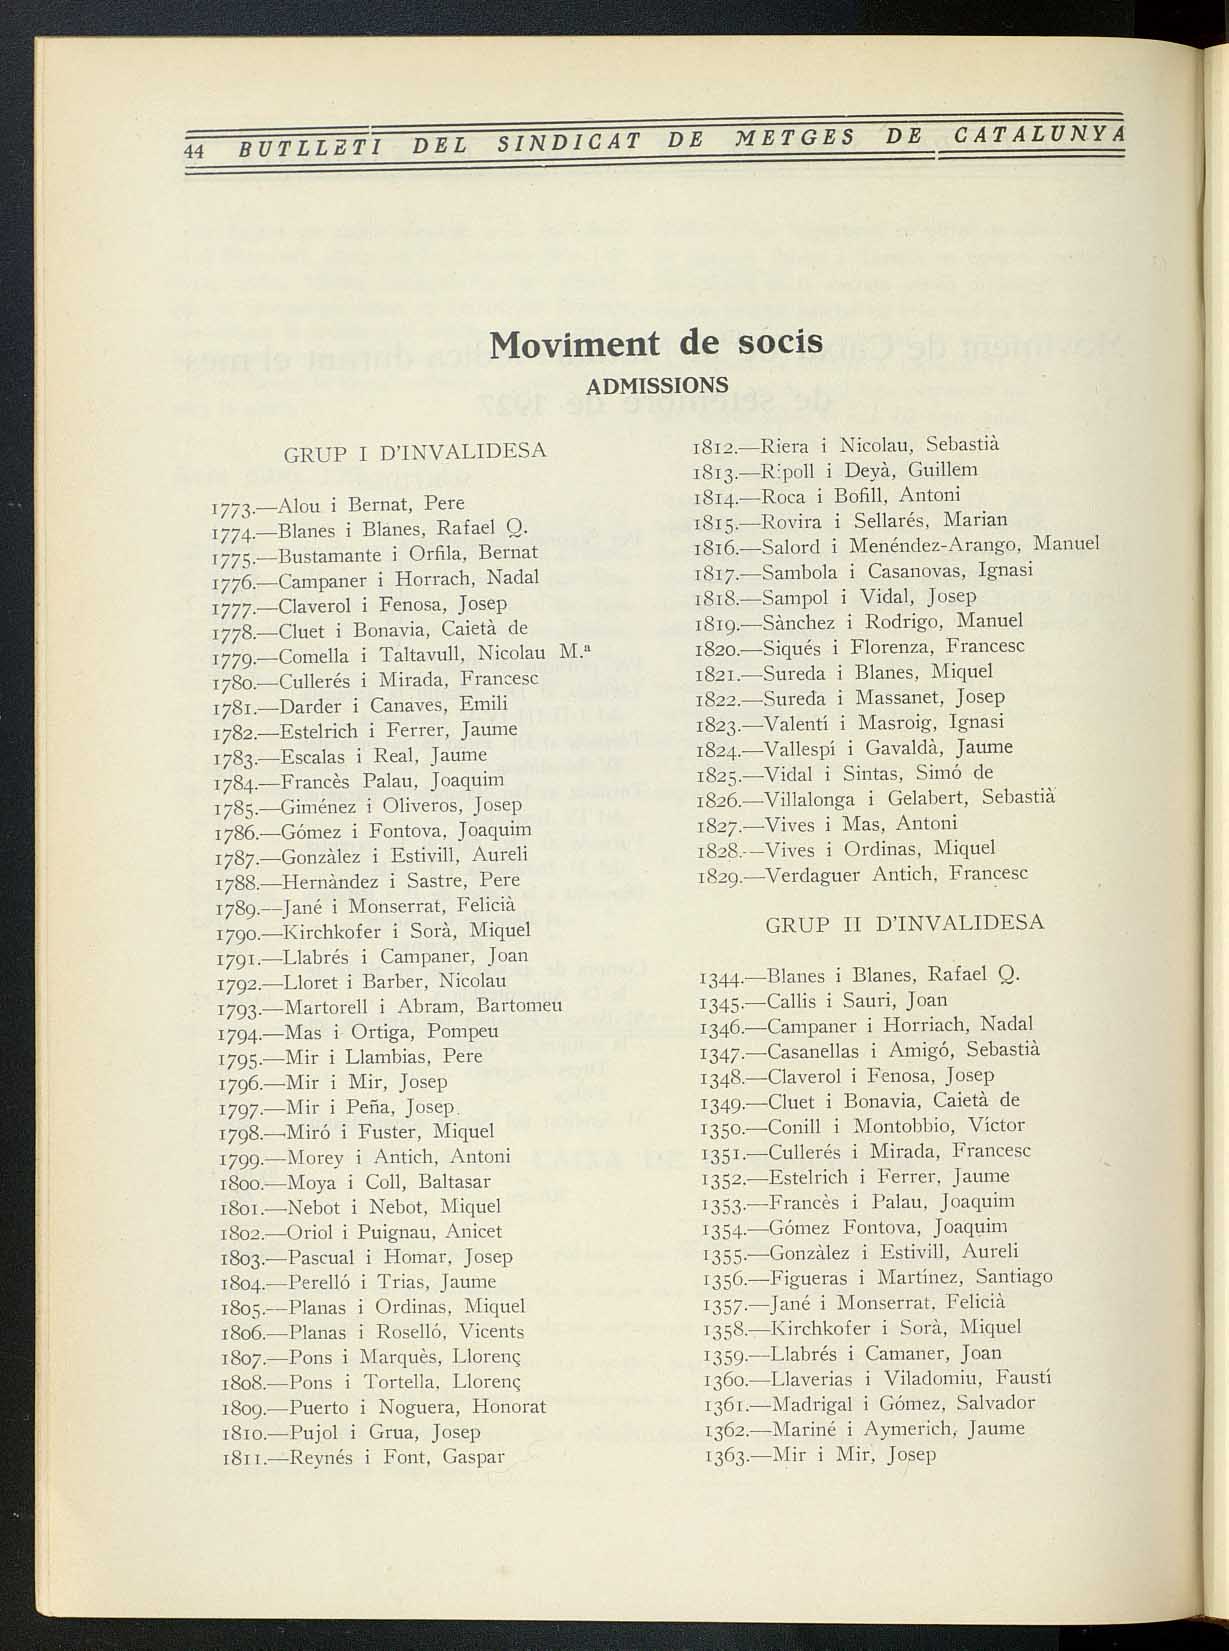 44 BUTLLETI DEL SINDICAT DE METGES DE CATALUNYA
Moviment de socis
ADMISSIONS
GRUP I D'INVALIDESA
1773.—Alou i Bernat, Pere
1774.—Blanes i Blanes, Rafael Q.
1775.—Bustamante i Orfila, Bernat
1776.—Campaner i Horrach, Nadal
1777.—Claverol i Fenosa, Josep
1778.—Cluet i Bonavia, Caietà de
1779.—Comella i Taltavull, Nicolau M.ª
1780.—Cullerés i Mirada, Francesc
1781.—Darder i Canaves, Emili
1782.—Estelrich i Ferrer, Jaume
1783.—Escalas i Real, Jaume
1784.—Francès Palau, Joaquim
1785.—Giménez i Oliveros, Josep
1786.—Gómez i Fontova, Joaquim
1787.—Gonzàlez i Estivill, Aureli
1788.—Hernàndez i Sastre, Pere
1789.—Jané i Monserrat, Felicià
1790.—Kirchkofer i Sorà, Miquel
1791.—Llabrés i Campaner, Joan
1792.—Lloret i Barber, Nicolau
1793.—Martorell i Abram, Bartomeu
1794.—Mas i Ortiga, Pompeu
1795.—Mir i Llambias, Pere
1796.—Mir i Mir, Josep
1797.—Mir i Peña, Josep.
1798.—Miró i Fuster, Miquel
1799.—Morey i Antich, Antoni
1800.—Moya i Coll, Baltasar
1801.—Nebot i Nebot, Miquel
1802.—Oriol i Puignau, Anicet
1803.—Pascual i Homar, Josep
1804.—Perelló i Trias, Jaume
1805.—Planas i Ordinas, Miquel
1806.—Planas i Roselló, Vicents
1807.—Pons i Marquès, Llorenç
1808.—Pons i Tortella, Llorenç
1809.—Puerto i Noguera, Honorat
1810.—Pujol i Grua, Josep
1811.—Reynés i Font, Gaspar
1812.—Riera i Nicolau, Sebastià
1813.—Ripoll i Deyà, Guillem
1814.—Roca i Bofill, Antoni
1815.—Rovira i Sellarés, Marian
1816.—Salord i Menéndez-Arango, Manuel
1817.—Sambola i Casanovas, Ignasi
1818.—Sampol i Vidal, Josep
1819.—Sànchez i Rodrigo, Manuel
1820.—Siqués i Florenza, Francesc
1821.—Sureda i Blanes, Miquel
1822.—Sureda i Massanet, Josep
1823.—Valentí i Masroig, Ignasi
1824.—Vallespí i Gavaldà, Jaume
1825.—Vidal i Sintas, Simó de
1826.—Villalonga i Gelabert, Sebastià
1827.—Vives i Mas, Antoni
1828.—Vives i Ordinas, Miquel
1829.—Verdaguer Antich, Francesc
GRUP II D'INVALIDESA
1344.—Blanes i Blanes, Rafael Q.
1345.—Callis i Sauri, Joan
1346.—Campaner i Horriach, Nadal
1347.—Casanellas i Amigó, Sebastià
1348.—Claverol i Fenosa, Josep
1349.—Cluet i Bonavia, Caietà de
1350.—Conill i Montobbio, Víctor
1351.—Cullerés i Mirada, Francesc
1352.—Estelrich i Ferrer, Jaume
1353.—Francès i Palau, Joaquim
1354.—Gómez Fontova, Joaquim
1355.—Gonzàlez i Estivill, Aureli
1356.—Figueras i Martínez, Santiago
1357.—Jané i Monserrat, Felicià
1358.—Kirchkofer i Sorà, Miquel
1359.—Llabrés i Camaner, Joan
1360.—Llaverias i Viladomiu, Faustí
1361.—Madrigal i Gómez, Salvador
1362.—Mariné i Aymerich, Jaume
1363.—Mir i Mir, Josep